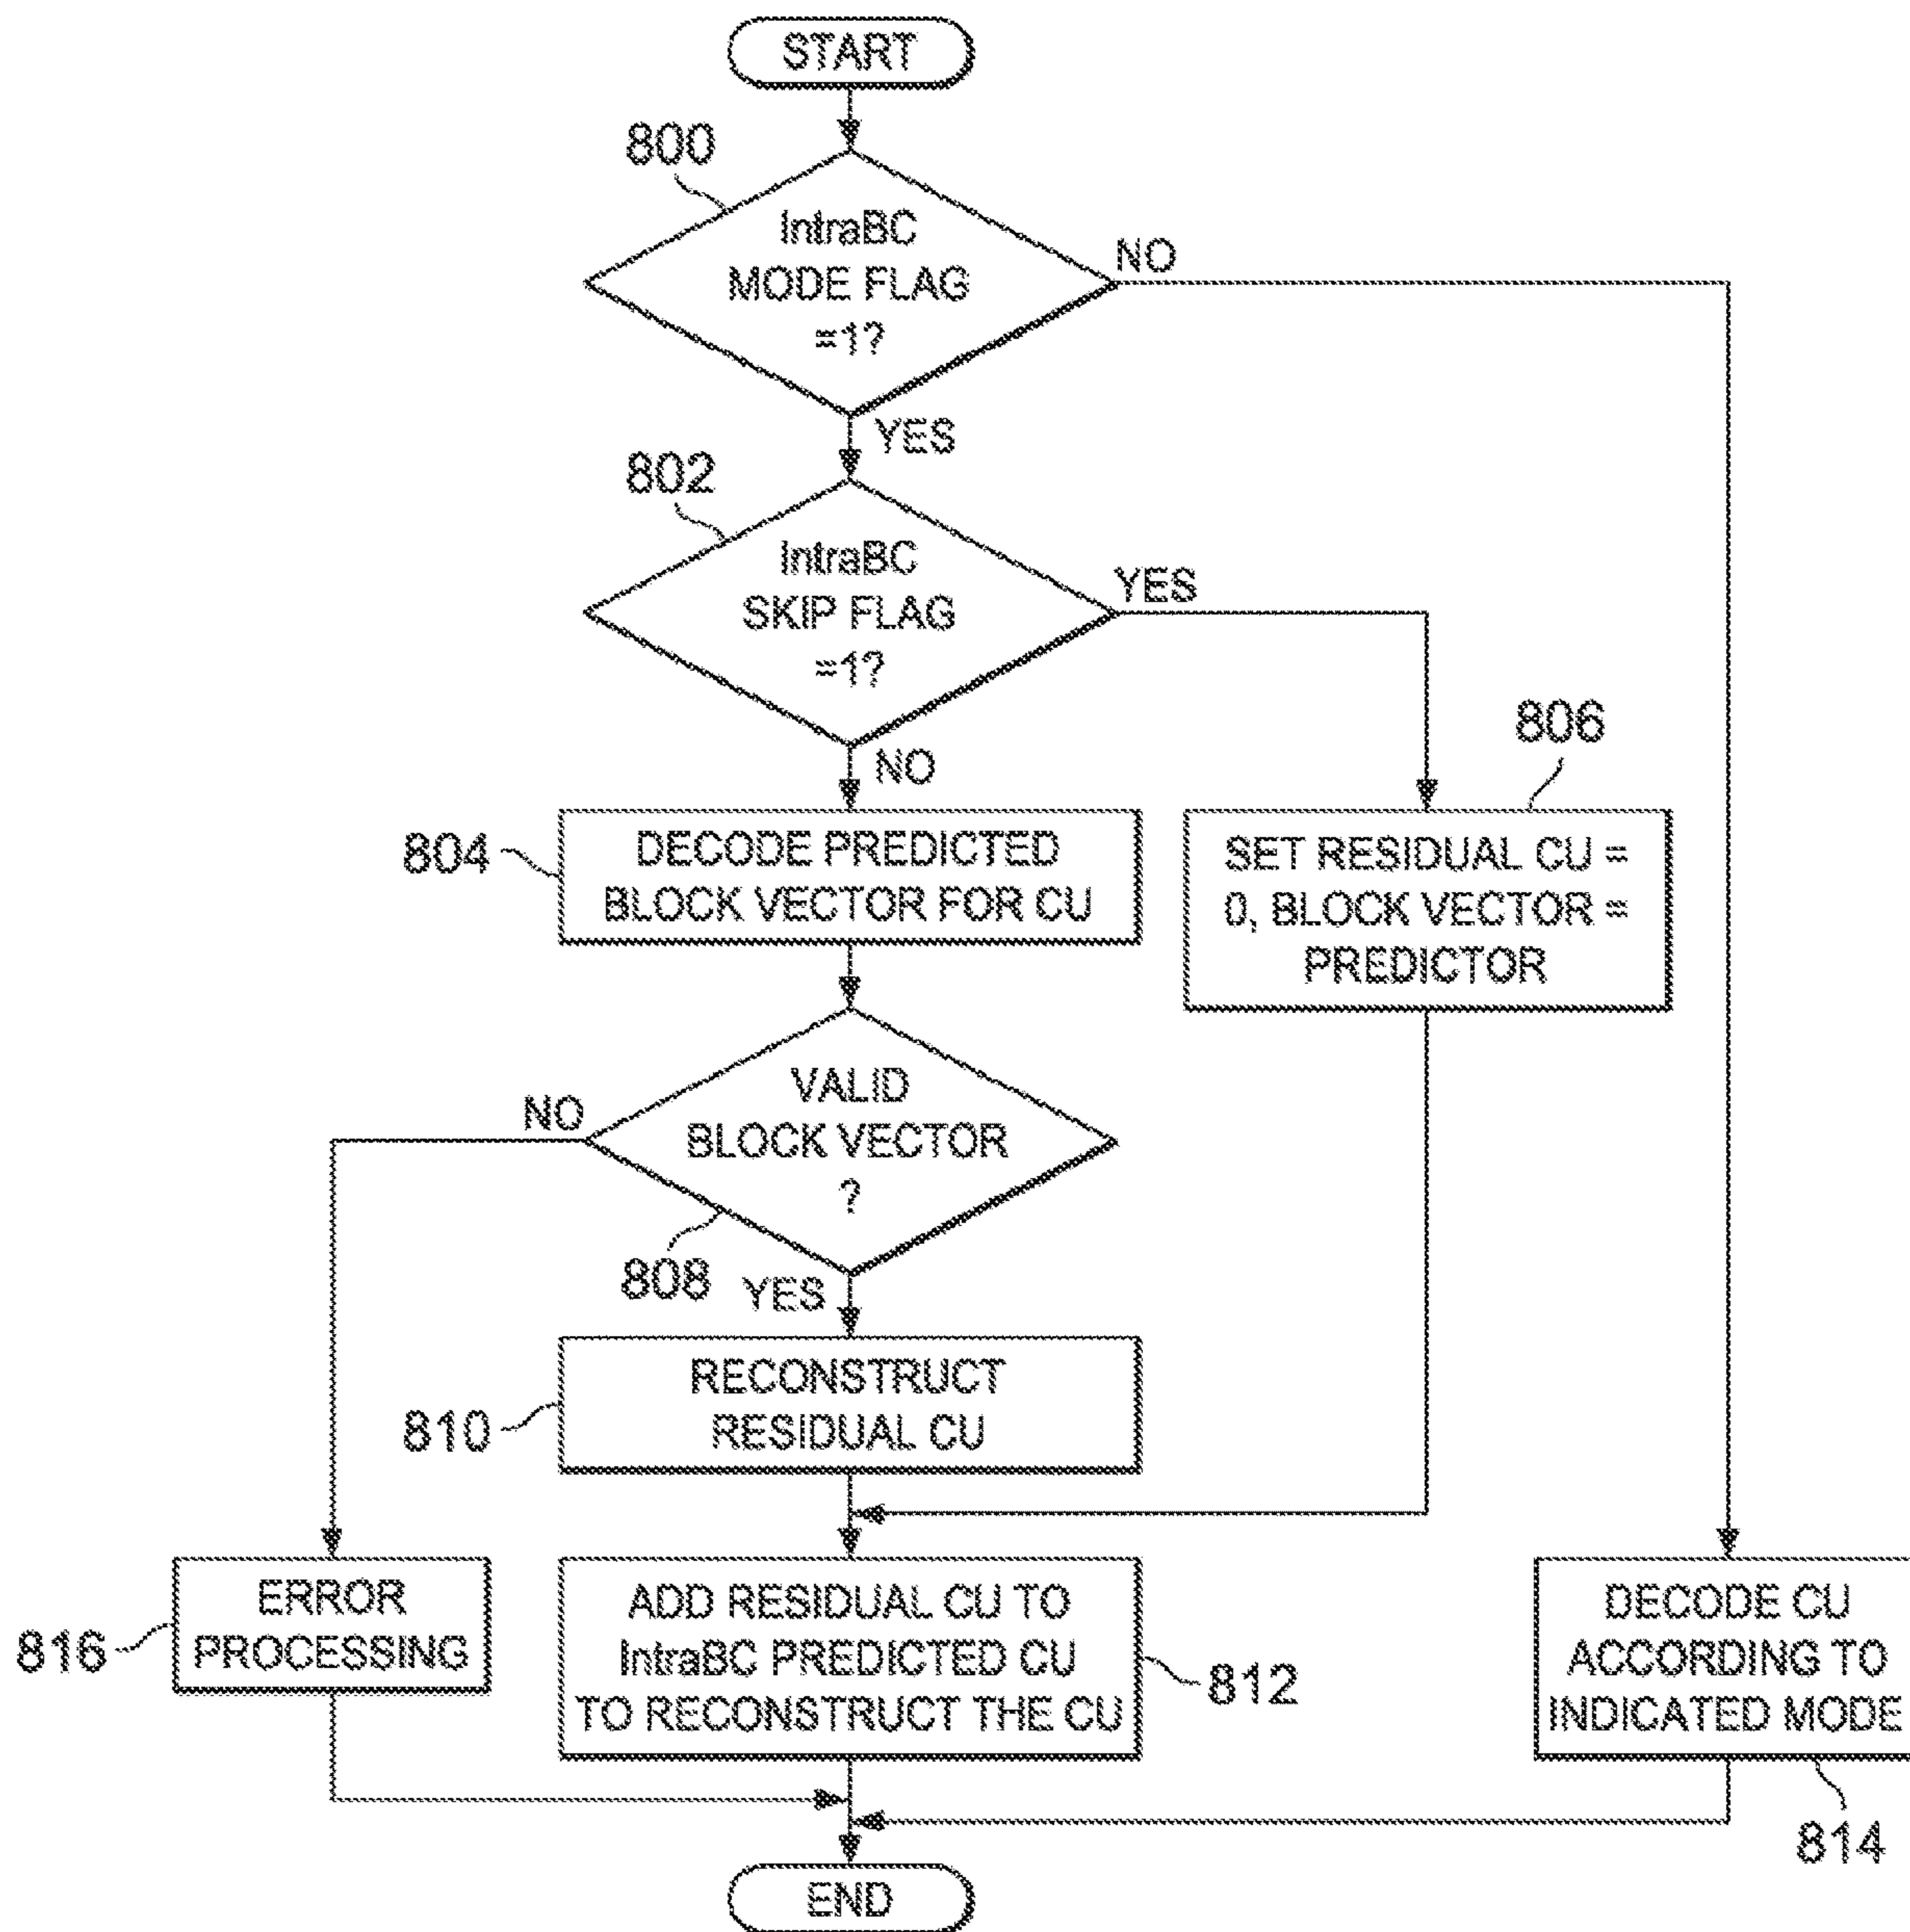 START
800
IntraBC
MODE FLAG
=1?
NO
YES
802
IntraBC
SKIP FLAG
=1?
YES
NO
806
804
DECODE PREDICTED
BLOCK VECTOR FOR CU
SET RESIDUAL CU =
0, BLOCK VECTOR =
PREDICTOR
VALID
BLOCK VECTOR
?
NO
808
YES
810
RECONSTRUCT
RESIDUAL CU
816
ERROR
PROCESSING
ADD RESIDUAL CU TO
IntraBC PREDICTED CU
TO RECONSTRUCT THE CU
812
DECODE CU
ACCORDING TO
INDICATED MODE
814
END